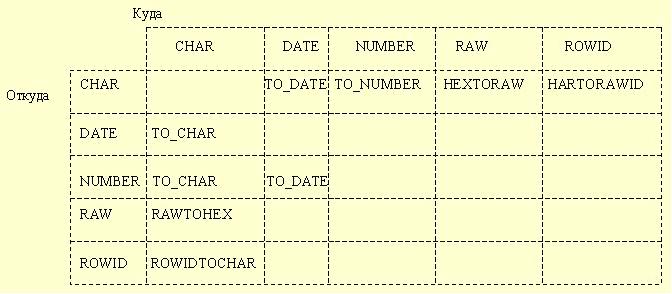 Куда
CHAR DATE NUMBER RAW ROWID
Откуда
CHAR TO_DATE TO_NUMBER HEXTORAW HARTORAWID
DATE TO_CHAR
NUMBER TO_CHAR TO_DATE
RAW RAWTOHEX
ROWID ROWIDTOCHAR